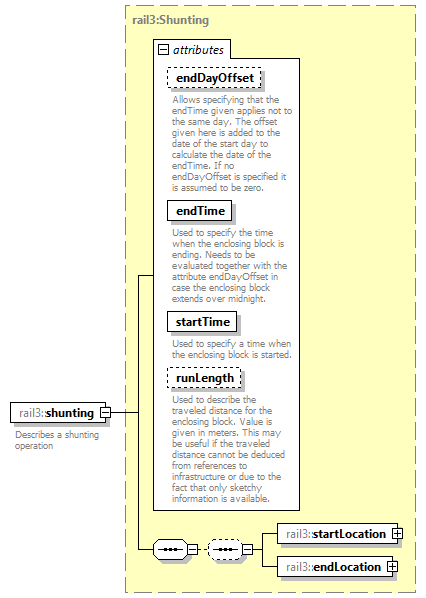 rail3:Shunting
attributes
endDayOffset
Allows specifying that the
endTime given applies not to
the same day. The offset
given here is added to the
date of the start day to
calculate the date of the
endTime. If no
endDayOffset is specified it
is assumed to be zero.
endTime
Used to specify the time
when the enclosing block is
ending. Needs to be
evaluated together with the
attribute endDayOffset in
case the enclosing block
extends over midnight.
startTime
Used to specify a time when
the enclosing block is started.
runLength
Used to describe the
traveled distance for the
enclosing block. Value is
given in meters. This may
be useful if the traveled
distance cannot be deduced
from references to
infrastructure or due to the
fact that only sketchy
information is available.
rail3:shunting
Describes a shunting
operation
rail3:startLocation
rail3:endLocation